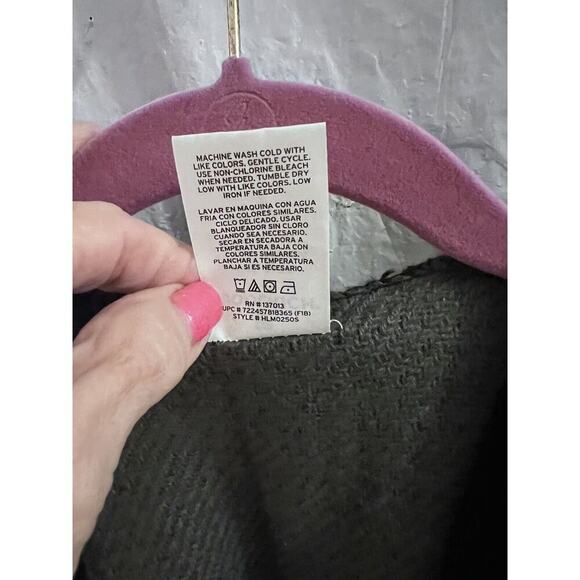 MACHINE WASH COLD WITH
LIKE COLORS, GENTLE CYCLE.
USE NON-CHLORINE BLEACH
WHEN NEEDED. TUMBLE DRY
LOW WITH LIKE COLORS. LOW
IRON IF NEEDED.
LAVAR EN MAQUINA CON AGUA
FRIA CON COLORES SIMILARES.
CICLO DELICADO. USAR
BLANQUEADOR SIN CLORO
CUANDO SEA NECESARIO.
SECAR EN SECADORA A
TEMPERATURA BAJA CON
COLORES SIMILARES.
PLANCHAR A TEMPERATURA
BAJA SI ES NECESARIO.
RN # 137013
UPC # 722457818365 (F18)
STYLE # HLM0250S